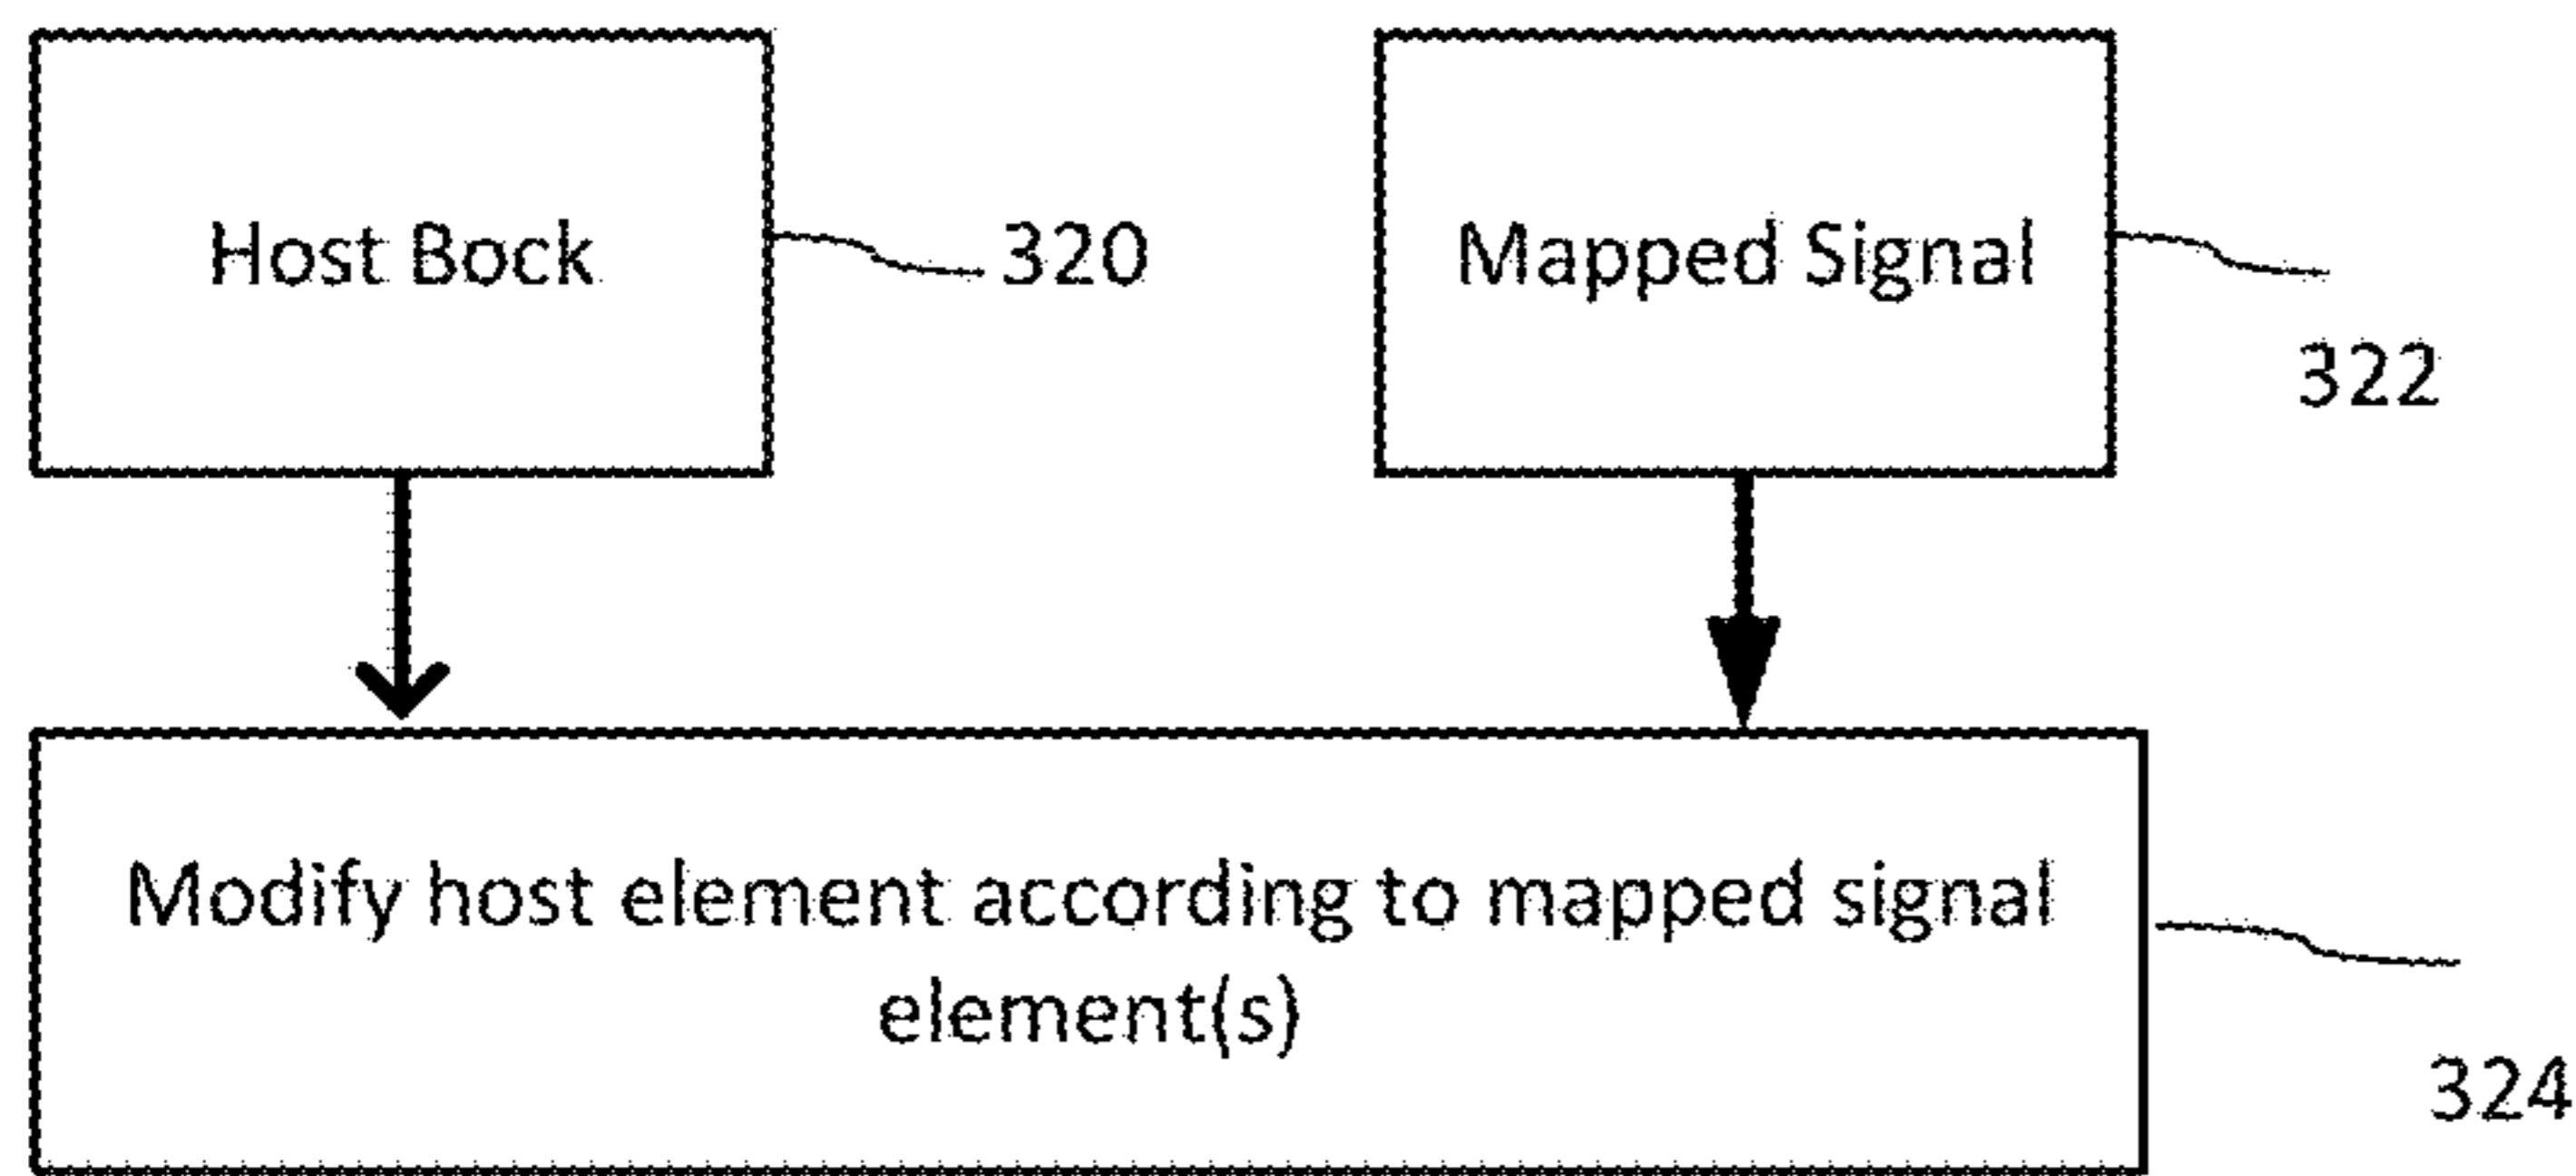 Host Bock
320
Mapped Signal
322
Modify host element according to mapped signal
element(s)
324